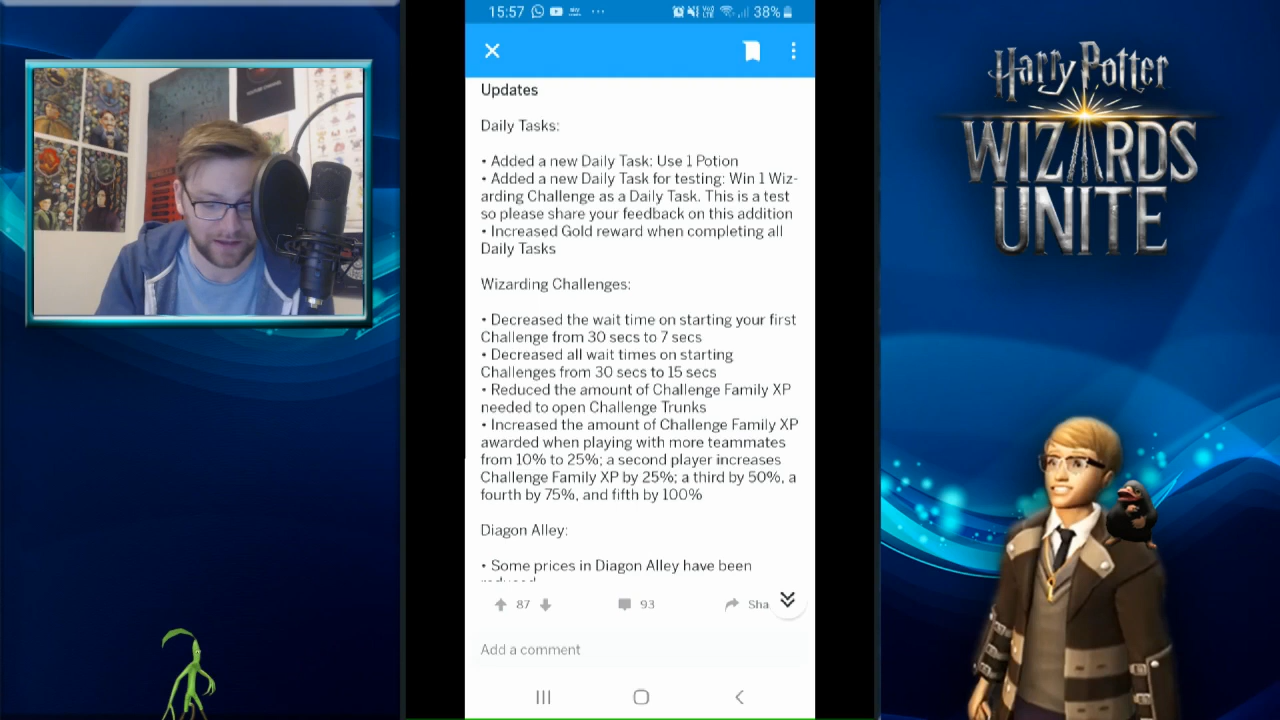 15:57
38%
Updates
Daily Tasks:
• Added a new Daily Task: Use 1 Potion
• Added a new Daily Task for testing: Win 1 Wiz-
arding Challenge as a Daily Task. This is a test
so please share your feedback on this addition
• Increased Gold reward when completing all
Daily Tasks
Wizarding Challenges:
• Decreased the wait time on starting your first
Challenge from 30 secs to 7 secs
• Decreased all wait times on starting
Challenges from 30 secs to 15 secs
• Reduced the amount of Challenge Family XP
needed to open Challenge Trunks
• Increased the amount of Challenge Family XP
awarded when playing with more teammates
from 10% to 25%; a second player increases
Challenge Family XP by 25%; a third by 50%, a
fourth by 75%, and fifth by 100%
Diagon Alley:
• Some prices in Diagon Alley have been
87
93
Sha
Add a comment
Harry Potter
WIZARDS
UNITE